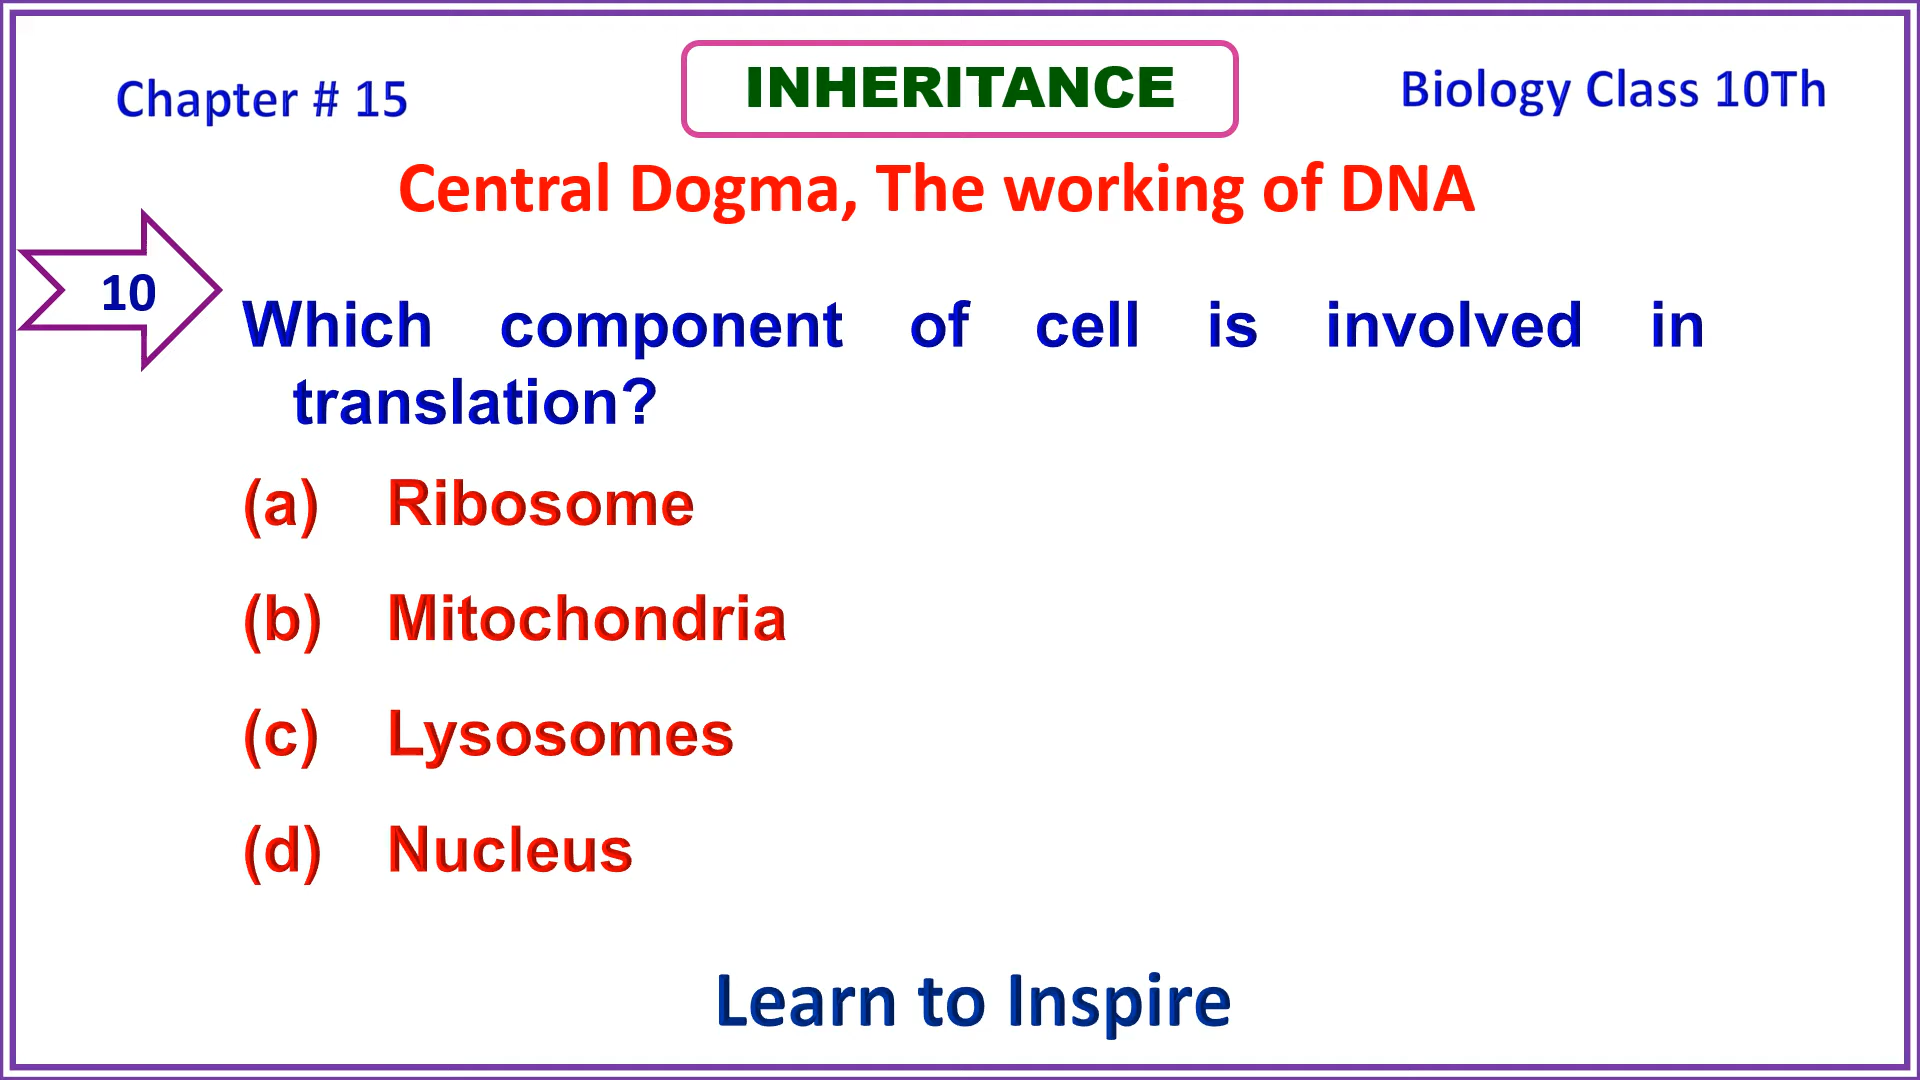 Chapter # 15
INHERITANCE
Biology Class 10Th
Central Dogma, The working of DNA
10
Which component of cell is involved in
translation?
(a) Ribosome
(b) Mitochondria
(c) Lysosomes
(d) Nucleus
Learn to Inspire